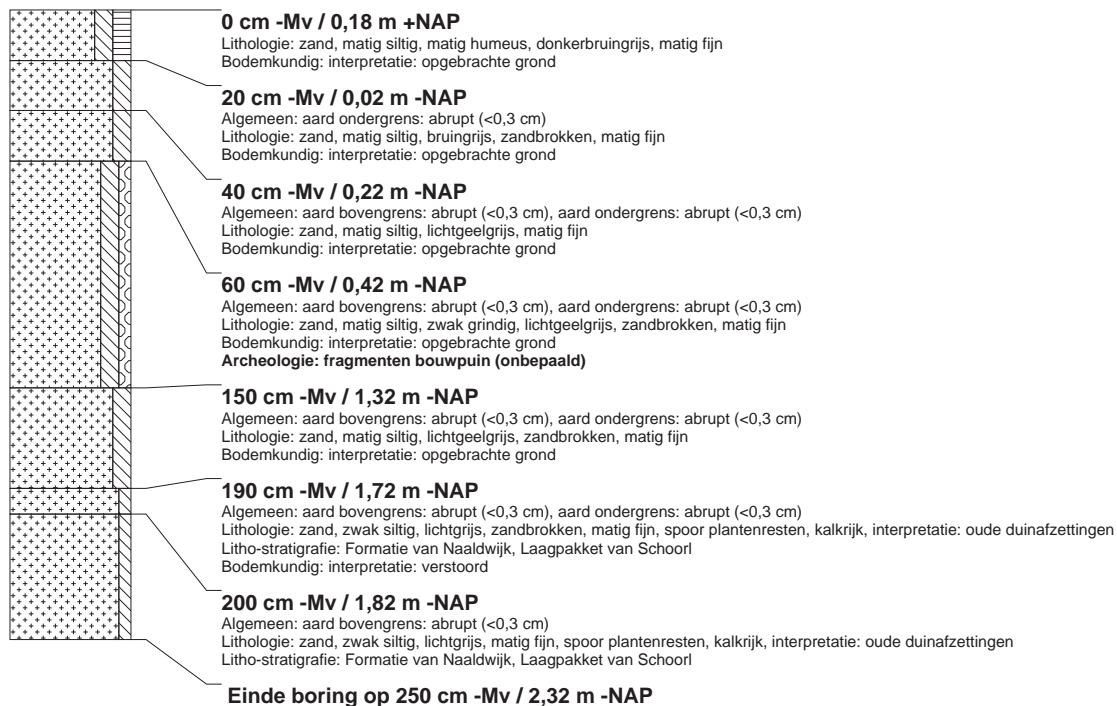 0 cm -Mv / 0,18 m +NAP
Lithologie: zand, matig siltig, matig humeus, donkerbruingrijs, matig fijn
Bodemkundig: interpretatie: opgebrachte grond
20 cm -Mv / 0,02 m -NAP
Algemeen: aard ondergrens: abrupt (<0,3 cm)
Lithologie: zand, matig siltig, bruingrijs, zandbrokken, matig fijn
Bodemkundig: interpretatie: opgebrachte grond
40 cm -Mv / 0,22 m -NAP
Algemeen: aard bovengrens: abrupt (<0,3 cm), aard ondergrens: abrupt (<0,3 cm)
Lithologie: zand, matig siltig, lichtgeelgrijs, matig fijn
Bodemkundig: interpretatie: opgebrachte grond
60 cm -Mv / 0,42 m -NAP
Algemeen: aard bovengrens: abrupt (<0,3 cm), aard ondergrens: abrupt (<0,3 cm)
Lithologie: zand, matig siltig, zwak grindig, lichtgeelgrijs, zandbrokken, matig fijn
Bodemkundig: interpretatie: opgebrachte grond
Archeologie: fragmenten bouwpuin (onbepaald)
150 cm -Mv / 1,32 m -NAP
Algemeen: aard bovengrens: abrupt (<0,3 cm), aard ondergrens: abrupt (<0,3 cm)
Lithologie: zand, matig siltig, lichtgeelgrijs, zandbrokken, matig fijn
Bodemkundig: interpretatie: opgebrachte grond
190 cm -Mv / 1,72 m -NAP
Algemeen: aard bovengrens: abrupt (<0,3 cm), aard ondergrens: abrupt (<0,3 cm)
Lithologie: zand, zwak siltig, lichtgrijs, zandbrokken, matig fijn, spoor plantenresten, kalkrijk, interpretatie: oude duinafzettingen
Litho-stratigrafie: Formatie van Naaldwijk, Laagpakket van Schoorl
Bodemkundig: interpretatie: verstoord
200 cm -Mv / 1,82 m -NAP
Algemeen: aard bovengrens: abrupt (<0,3 cm)
Lithologie: zand, zwak siltig, lichtgrijs, matig fijn, spoor plantenresten, kalkrijk, interpretatie: oude duinafzettingen
Litho-stratigrafie: Formatie van Naaldwijk, Laagpakket van Schoorl
Einde boring op 250 cm -Mv / 2,32 m -NAP